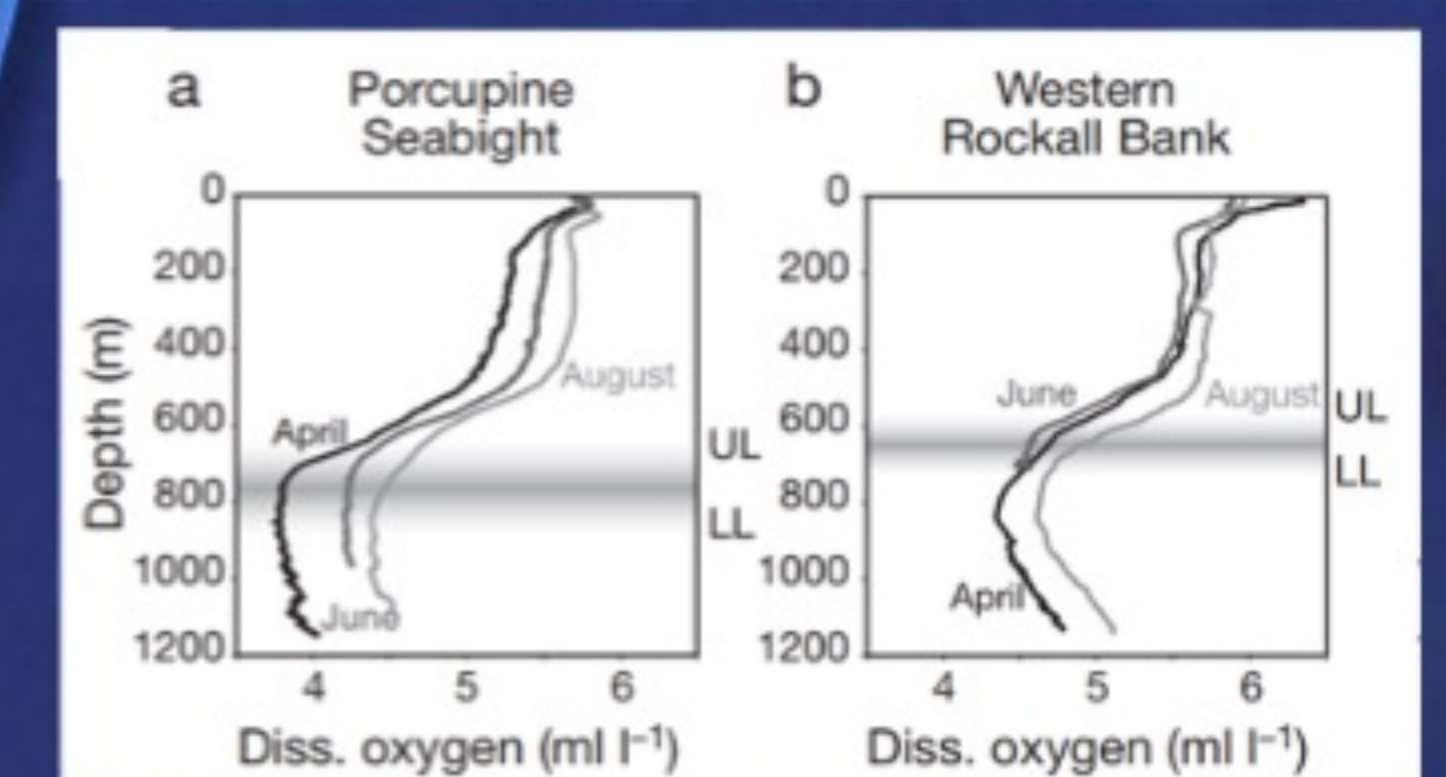 a
Porcupine
Seabight
b
Western
Rockall Bank
Depth (m)
0
200
400
600
800
1000
1200
4
5
6
Diss. oxygen (ml l⁻¹)
April
June
August
UL
LL
0
200
400
600
800
1000
1200
4
5
6
Diss. oxygen (ml l⁻¹)
June
August
April
UL
LL